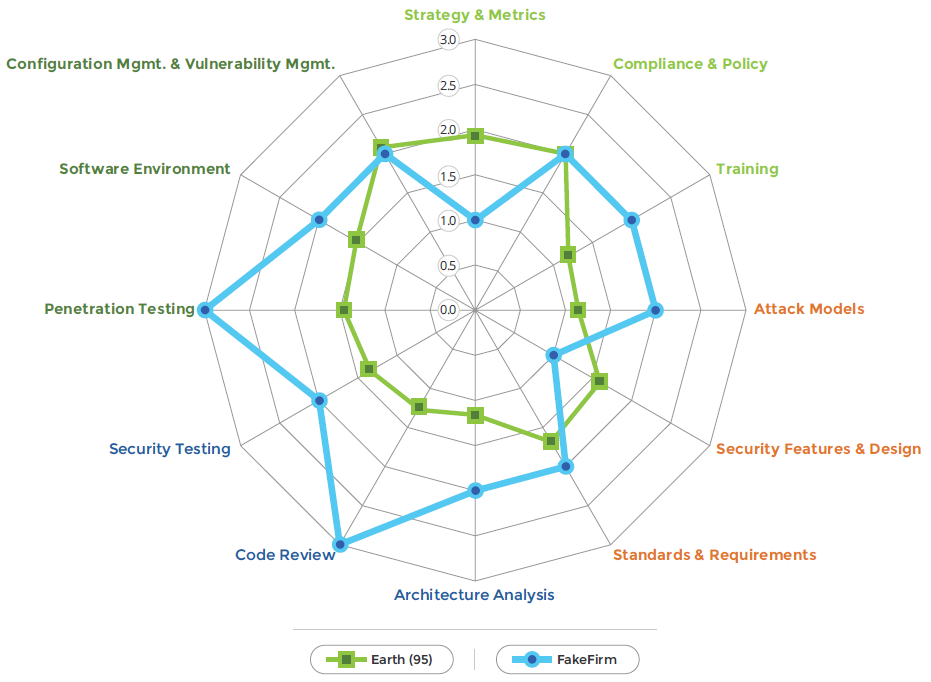 Strategy & Metrics
3.0
Configuration Mgmt. & Vulnerability Mgmt.
Compliance & Policy
2.5
2.0
Software Environment
Training
1.5
1.0
0.5
Penetration Testing
0.0
Attack Models
Security Testing
Security Features & Design
Code Review
Standards & Requirements
Architecture Analysis
Earth (95)
FakeFirm